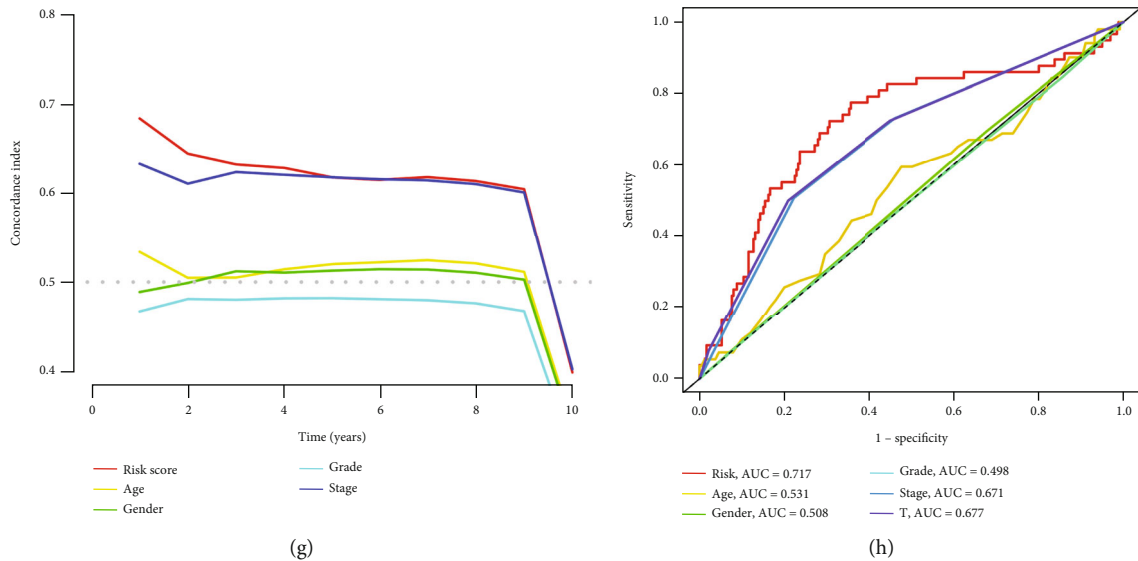 0.8
0.7
0.6
0.5
0.4
Concordance index
0 2 4 6 8 10
Time (years)
Risk score
Age
Gender
Grade
Stage
(g)
1.0
0.8
0.6
0.4
0.2
0.0
Sensitivity
0.0 0.2 0.4 0.6 0.8 1.0
1 – specificity
Risk, AUC = 0.717
Age, AUC = 0.531
Gender, AUC = 0.508
Grade, AUC = 0.498
Stage, AUC = 0.671
T, AUC = 0.677
(h)